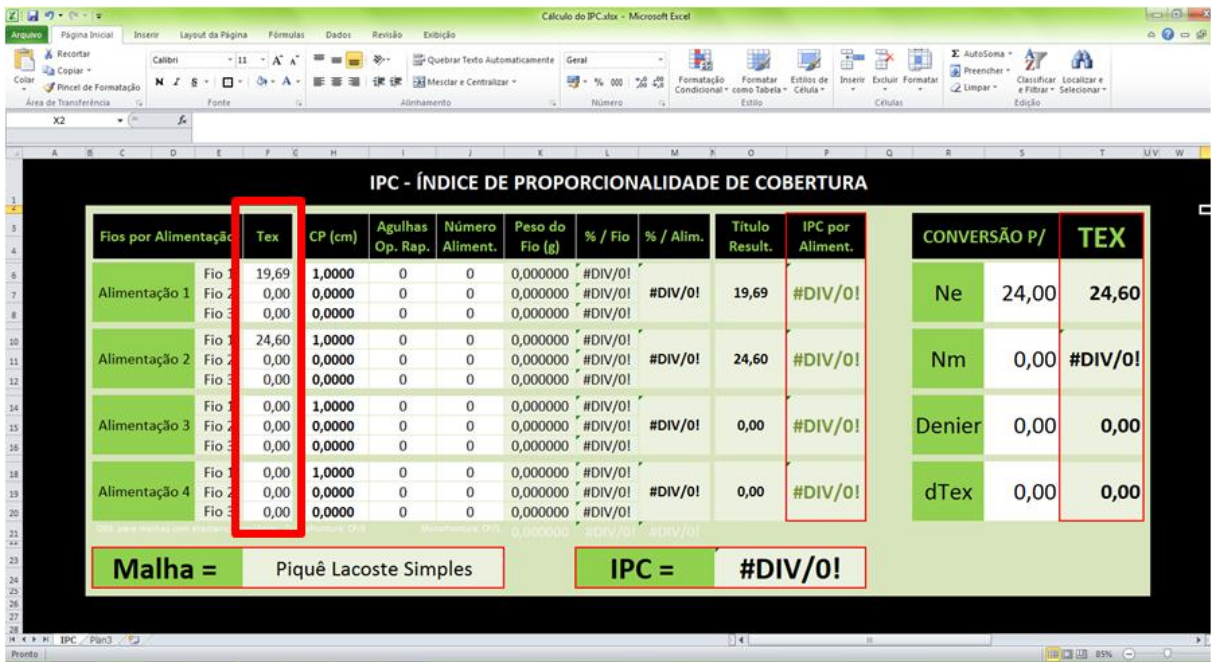 Cálculo do IPC.xlsx - Microsoft Excel
Arquivo Página Inicial Inserir Layout da Página Fórmulas Dados Revisão Exibição
Colar Recortar Copiar Pincel de Formatação
Calibri 11 Quebrar Texto Automaticamente Geral
N I S Mesclar e Centralizar % 000
Formatação Condicional Formatar como Tabela Estilos de Célula Inserir Excluir Formatar
Σ AutoSoma Preencher Limpar Classificar e Filtrar Localizar e Selecionar
Área de Transferência Fonte Alinhamento Número Estilo Células Edição
X2 fx
A B C D E F G H I J K L M N O P Q R S T U V W
IPC - ÍNDICE DE PROPORCIONALIDADE DE COBERTURA
Fios por Alimentação Tex CP (cm) Agulhas Op. Rap. Número Aliment. Peso do Fio (g) % / Fio % / Alim. Título Result. IPC por Aliment. CONVERSÃO P/ TEX
Fio 1 19,69 1,0000 0 0 0,000000 #DIV/0!
Alimentação 1 Fio 2 0,00 0,0000 0 0 0,000000 #DIV/0! #DIV/0! 19,69 #DIV/0! Ne 24,00 24,60
Fio 3 0,00 0,0000 0 0 0,000000 #DIV/0!
Fio 1 24,60 1,0000 0 0 0,000000 #DIV/0!
Alimentação 2 Fio 2 0,00 0,0000 0 0 0,000000 #DIV/0! #DIV/0! 24,60 #DIV/0! Nm 0,00 #DIV/0!
Fio 3 0,00 0,0000 0 0 0,000000 #DIV/0!
Fio 1 0,00 1,0000 0 0 0,000000 #DIV/0!
Alimentação 3 Fio 2 0,00 0,0000 0 0 0,000000 #DIV/0! #DIV/0! 0,00 #DIV/0! Denier 0,00 0,00
Fio 3 0,00 0,0000 0 0 0,000000 #DIV/0!
Fio 1 0,00 1,0000 0 0 0,000000 #DIV/0!
Alimentação 4 Fio 2 0,00 0,0000 0 0 0,000000 #DIV/0! #DIV/0! 0,00 #DIV/0! dTex 0,00 0,00
Fio 3 0,00 0,0000 0 0 0,000000 #DIV/0!
0,000000 #DIV/0! #DIV/0!
Malha = Piquê Lacoste Simples IPC = #DIV/0!
IPC Plan3
Pronto 85%